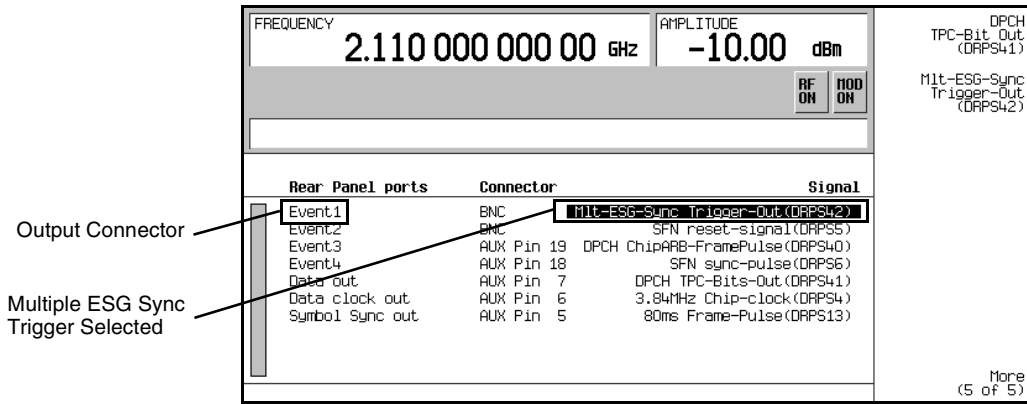 FREQUENCY
2.110 000 000 00 GHz
AMPLITUDE
-10.00 dBm
RF ON
MOD ON
DPCH
TPC-Bit Out
(DRPS41)
Mlt-ESG-Sync
Trigger-Out
(DRPS42)
Rear Panel ports Connector Signal
Event1 BNC Mlt-ESG-Sync Trigger-Out(DRPS42)
Event2 BNC SFN reset-signal(DRPS5)
Event3 AUX Pin 19 DPCH ChipARB-FramePulse(DRPS40)
Event4 AUX Pin 18 SFN sync-pulse(DRPS6)
Data out AUX Pin 7 DPCH TPC-Bits-Out(DRPS41)
Data clock out AUX Pin 6 3.84MHz Chip-clock(DRPS4)
Symbol Sync out AUX Pin 5 80ms Frame-Pulse(DRPS13)
Output Connector
Multiple ESG Sync
Trigger Selected
More
(5 of 5)